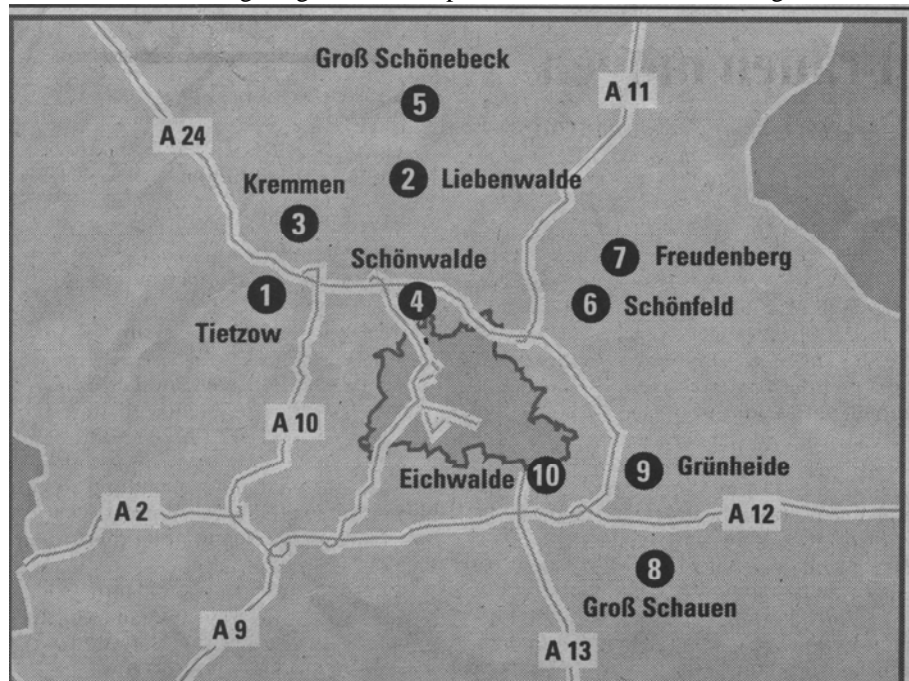 Groß Schönebeck
5
A 11
A 24
2 Liebenwalde
Kremmen
3
Schönwalde
7 Freudenberg
1
4
6 Schönfeld
Tietzow
A 10
Eichwalde 10
9 Grünheide
A 2
A 12
8
Groß Schauen
A 9
A 13